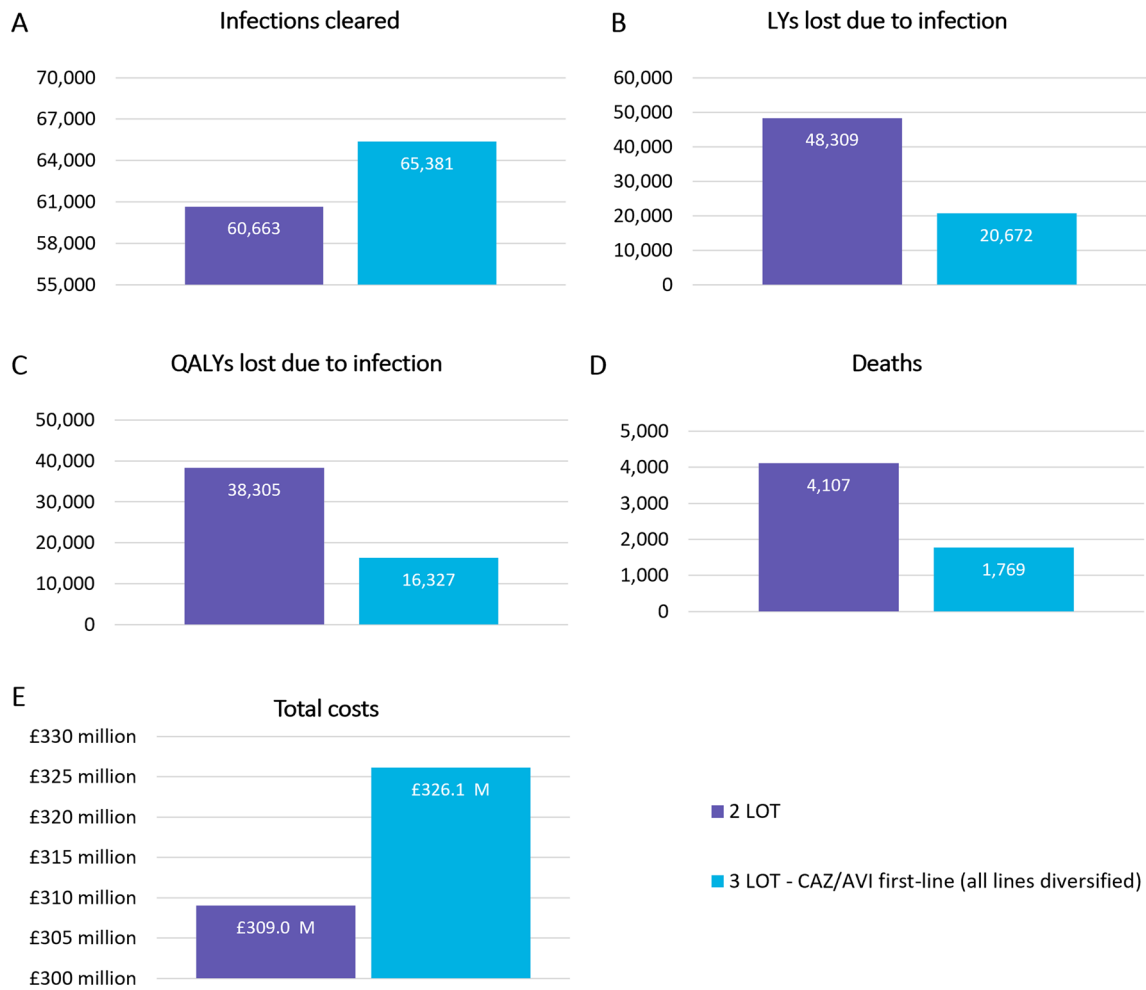 A
Infections cleared
70,000
67,000
64,000
61,000
58,000
55,000
60,663
65,381
B
LYs lost due to infection
60,000
50,000
40,000
30,000
20,000
10,000
0
48,309
20,672
C
QALYs lost due to infection
50,000
40,000
30,000
20,000
10,000
0
38,305
16,327
D
Deaths
5,000
4,000
3,000
2,000
1,000
0
4,107
1,769
E
Total costs
£330 million
£325 million
£320 million
£315 million
£310 million
£305 million
£300 million
£309.0 M
£326.1 M
2 LOT
3 LOT - CAZ/AVI first-line (all lines diversified)